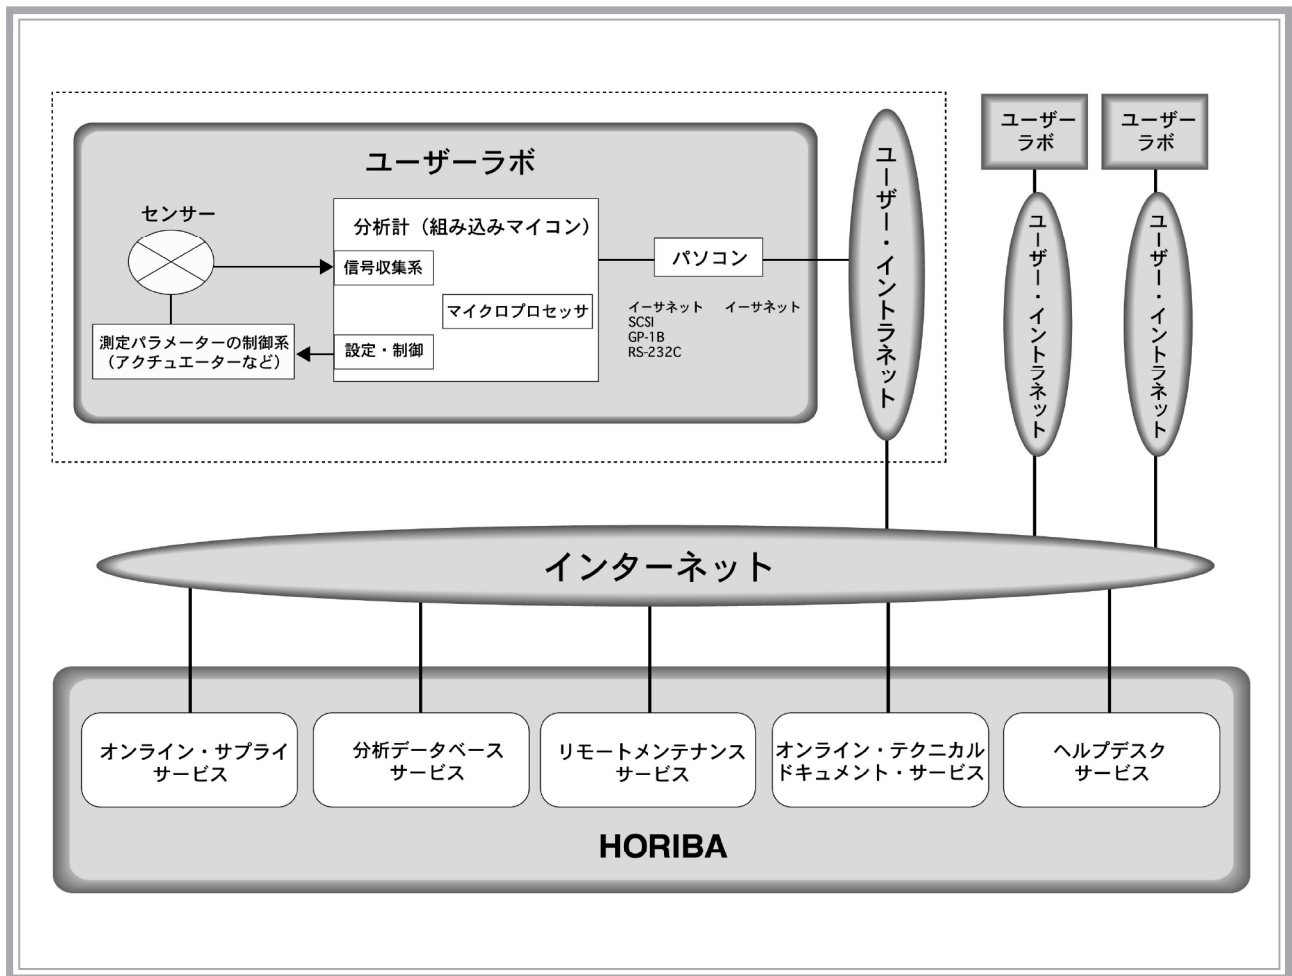 ユーザーラボ
センサー
分析計（組み込みマイコン）
信号収集系
マイクロプロセッサ
設定・制御
測定パラメーターの制御系
（アクチュエーターなど）
パソコン
イーサネット
SCSI
GP-1B
RS-232C
イーサネット
ユーザー・イントラネット
ユーザー
ラボ
ユーザー・イントラネット
ユーザー
ラボ
ユーザー・イントラネット
インターネット
オンライン・サプライ
サービス
分析データベース
サービス
リモートメンテナンス
サービス
オンライン・テクニカル
ドキュメント・サービス
ヘルプデスク
サービス
HORIBA